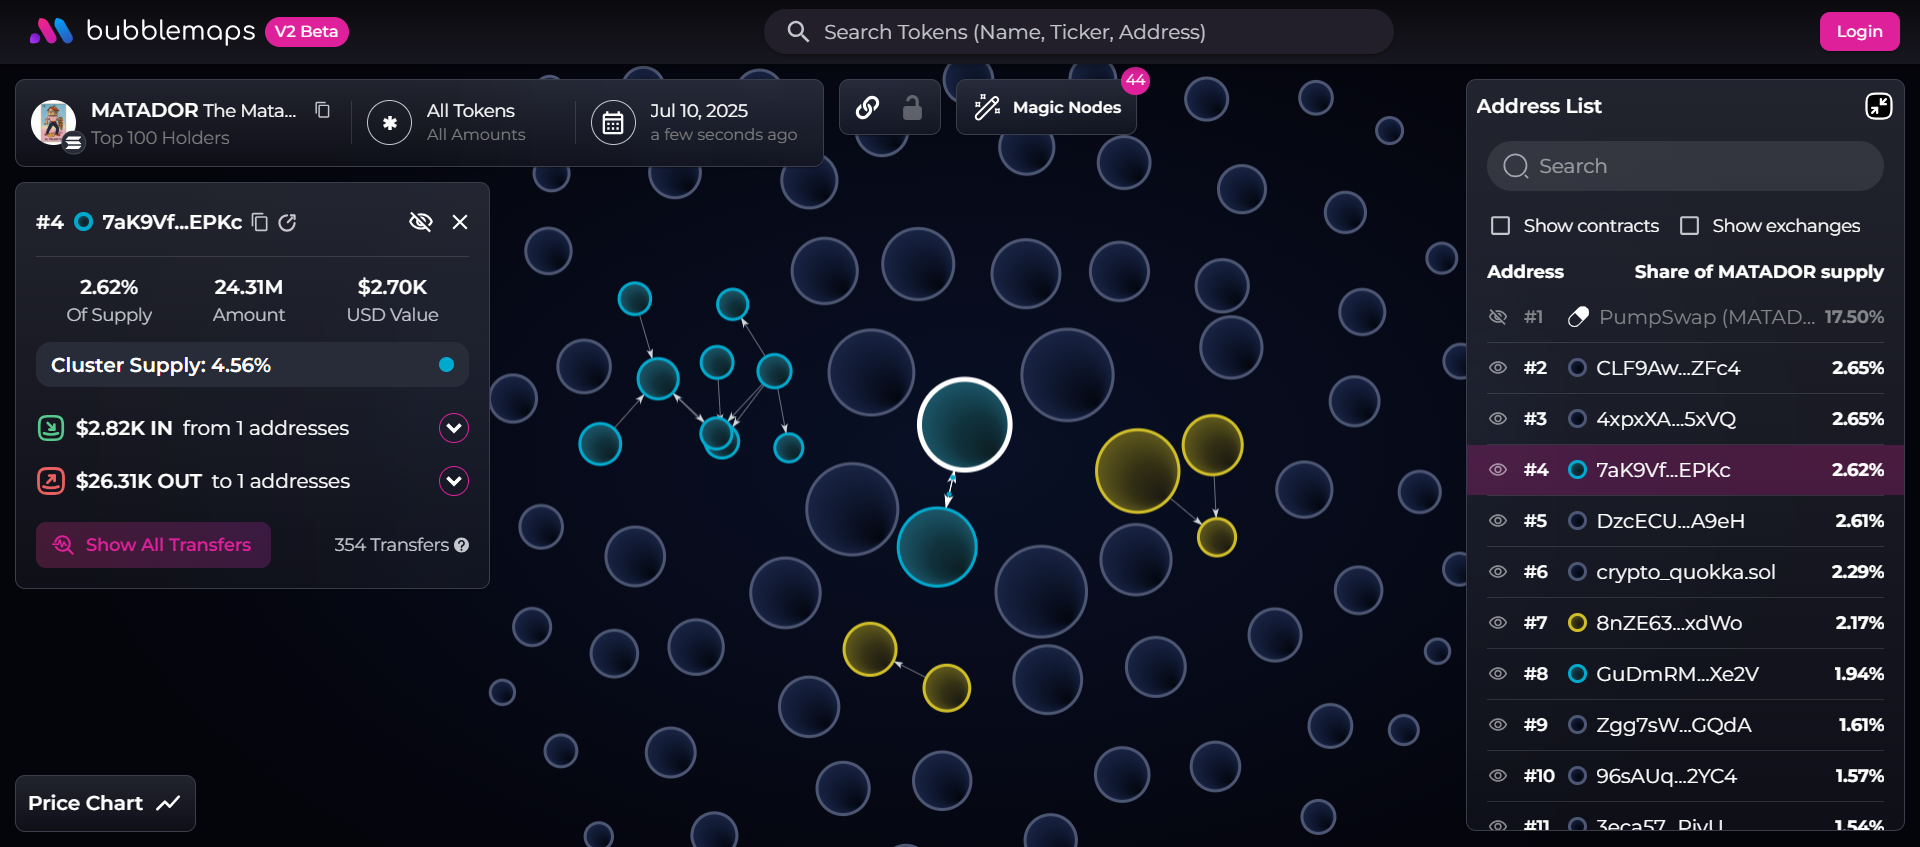 bubblemaps V2 Beta
Search Tokens (Name, Ticker, Address)
Login
MATADOR The Mata...
Top 100 Holders
All Tokens
All Amounts
Jul 10, 2025
a few seconds ago
Magic Nodes
44
#4 7aK9Vf...EPKc
2.62% 24.31M $2.70K
Of Supply Amount USD Value
Cluster Supply: 4.56%
$2.82K IN from 1 addresses
$26.31K OUT to 1 addresses
Show All Transfers 354 Transfers ?
Price Chart
Address List
Search
Show contracts Show exchanges
Address Share of MATADOR supply
#1 PumpSwap (MATAD... 17.50%
#2 CLF9Aw...ZFc4 2.65%
#3 4xpxXA...5xVQ 2.65%
#4 7aK9Vf...EPKc 2.62%
#5 DzcECU...A9eH 2.61%
#6 crypto_quokka.sol 2.29%
#7 8nZE63...xdWo 2.17%
#8 GuDmRM...Xe2V 1.94%
#9 Zgg7sW...GQdA 1.61%
#10 96sAUq...2YC4 1.57%
#11 1.54%